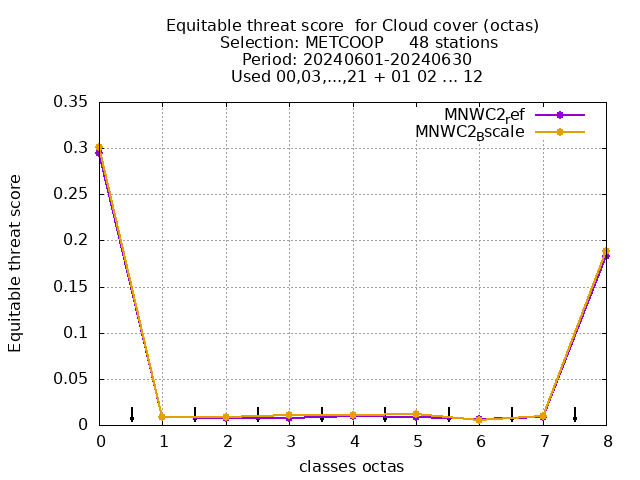 Equitable threat score  for Cloud cover (octas)
Selection: METCOOP     48 stations
Period: 20240601-20240630
Used 00,03,...,21 + 01 02 ... 12
MNWC2ref
MNWC2Bscale
0.35
0.3
0.25
0.2
0.15
0.1
0.05
0
Equitable threat score
0 1 2 3 4 5 6 7 8
classes octas